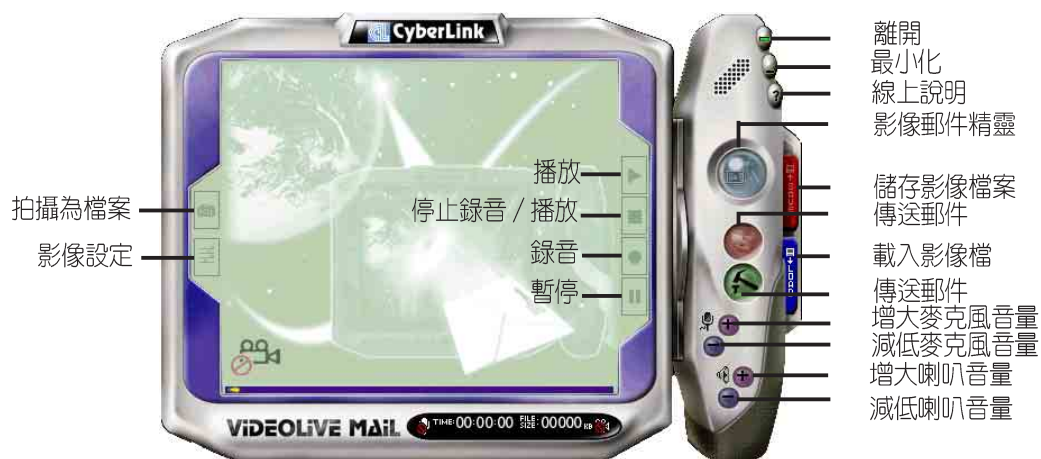 CyberLink
拍攝為檔案
影像設定
播放
停止錄音 / 播放
錄音
暫停
VIDEOLIVE MAIL
TIME: 00:00:00 FILE SIZE: 00000 KB
離開
最小化
線上說明
?
影像郵件精靈
儲存影像檔案
傳送郵件
載入影像檔
傳送郵件
增大麥克風音量
減低麥克風音量
增大喇叭音量
減低喇叭音量